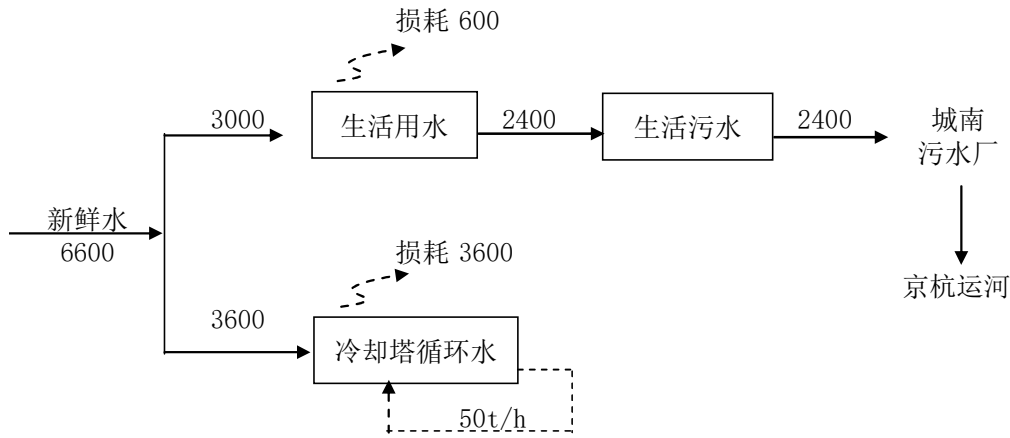 损耗 600
3000
生活用水
2400
生活污水
2400
城南
污水厂
新鲜水
6600
损耗 3600
京杭运河
3600
冷却塔循环水
50t/h